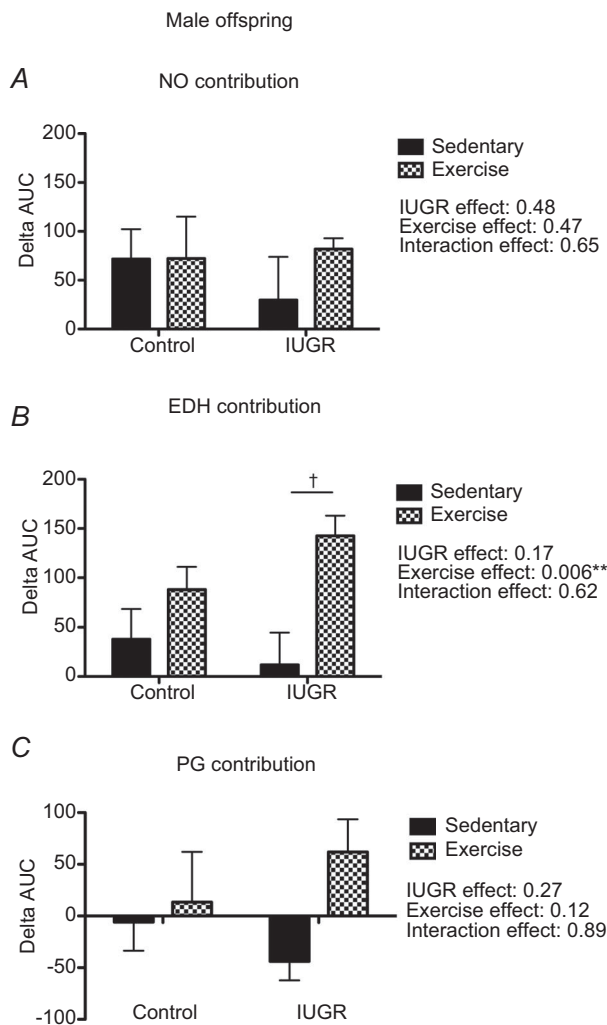 Male offspring
A
NO contribution
200
150
100
50
0
Delta AUC
Control
IUGR
Sedentary
Exercise
IUGR effect: 0.48
Exercise effect: 0.47
Interaction effect: 0.65
B
EDH contribution
200
150
100
50
0
Delta AUC
†
Control
IUGR
Sedentary
Exercise
IUGR effect: 0.17
Exercise effect: 0.006**
Interaction effect: 0.62
C
PG contribution
100
50
0
-50
-100
Delta AUC
Control
IUGR
Sedentary
Exercise
IUGR effect: 0.27
Exercise effect: 0.12
Interaction effect: 0.89